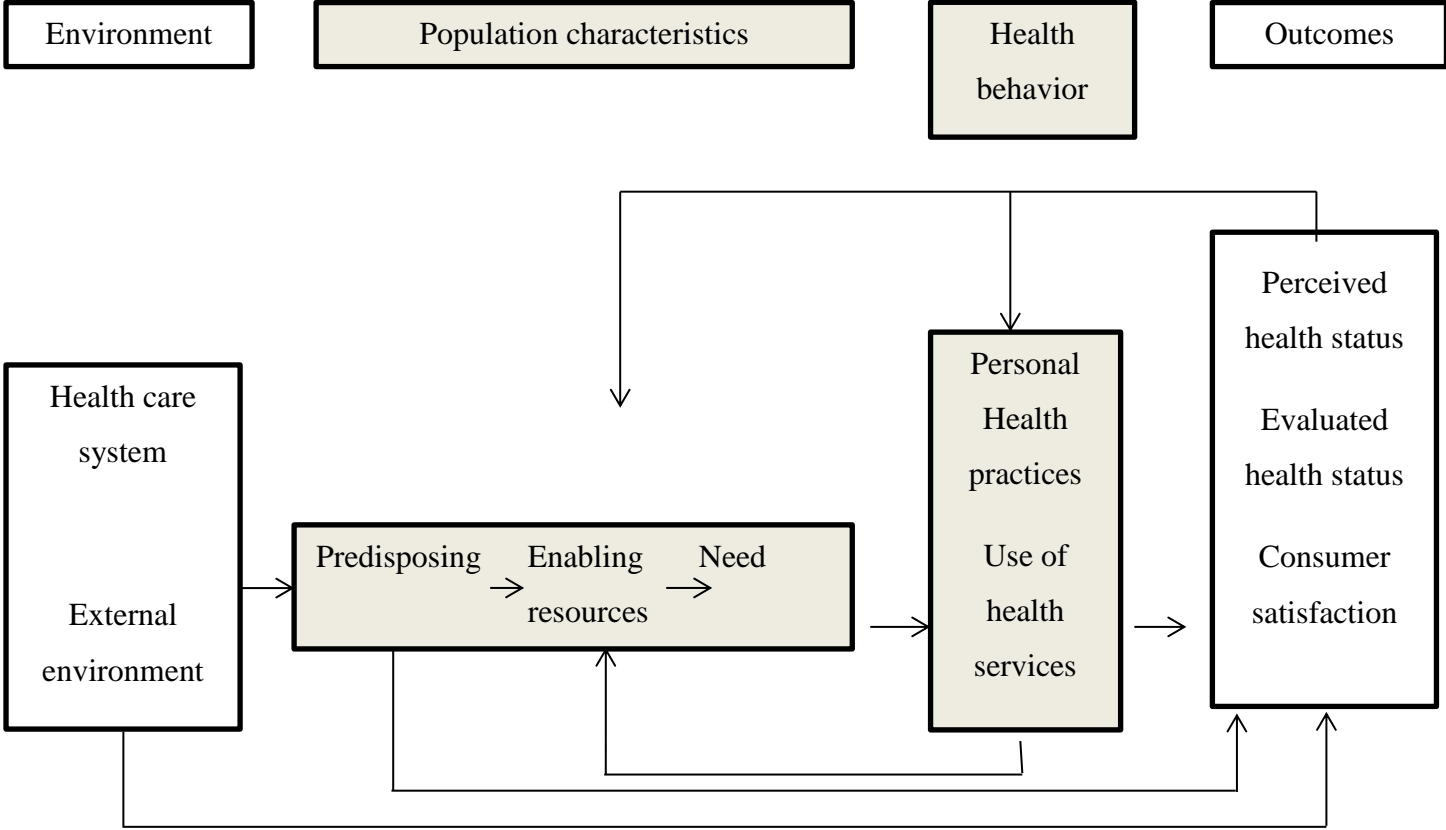 Environment
Population characteristics
Health
behavior
Outcomes
Health care
system
External
environment
Predisposing
Enabling
resources
Need
Personal
Health
practices
Use of
health
services
Perceived
health status
Evaluated
health status
Consumer
satisfaction